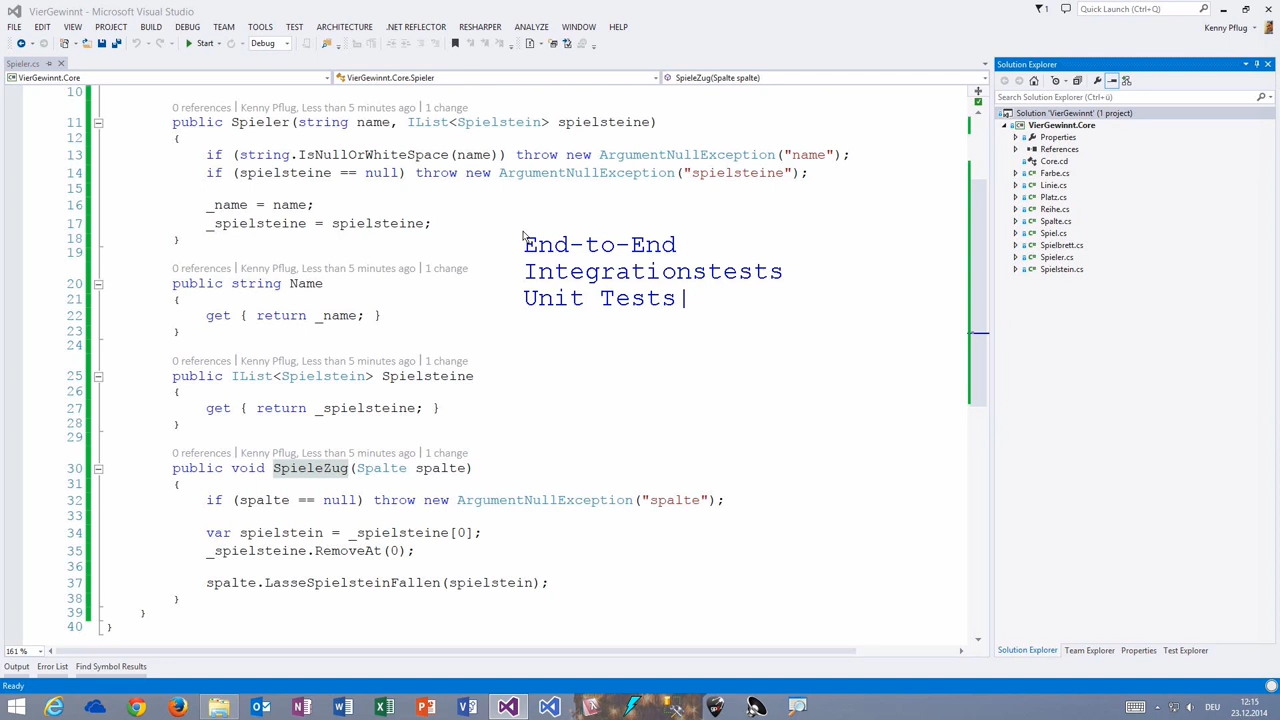 VierGewinnt - Microsoft Visual Studio
1
Quick Launch (Ctrl+Q)
FILE EDIT VIEW PROJECT BUILD DEBUG TEAM TOOLS TEST ARCHITECTURE .NET REFLECTOR RESHARPER ANALYZE WINDOW HELP
Kenny Pflug
Start
Debug
Spieler.cs
VierGewinnt.Core
VierGewinnt.Core.Spieler
SpieleZug(Spalte spalte)
10
0 references | Kenny Pflug, Less than 5 minutes ago | 1 change
11 public Spieler (string name, IList<Spielstein> spielsteine)
12 {
13 if (string.IsNullOrWhiteSpace(name)) throw new ArgumentNullException("name");
14 if (spielsteine == null) throw new ArgumentNullException("spielsteine");
15
16 _name = name;
17 _spielsteine = spielsteine;
18 }
19
0 references | Kenny Pflug, Less than 5 minutes ago | 1 change
20 public string Name
21 {
22 get { return _name; }
23 }
24
0 references | Kenny Pflug, Less than 5 minutes ago | 1 change
25 public IList<Spielstein> Spielsteine
26 {
27 get { return _spielsteine; }
28 }
29
0 references | Kenny Pflug, Less than 5 minutes ago | 1 change
30 public void SpieleZug(Spalte spalte)
31 {
32 if (spalte == null) throw new ArgumentNullException("spalte");
33
34 var spielstein = _spielsteine[0];
35 _spielsteine.RemoveAt(0);
36
37 spalte.LasseSpielsteinFallen(spielstein);
38 }
39 }
40 }
End-to-End
Integrationstests
Unit Tests
161 %
Solution Explorer
Search Solution Explorer (Ctrl+ü)
Solution 'VierGewinnt' (1 project)
VierGewinnt.Core
Properties
References
Core.cd
Farbe.cs
Linie.cs
Platz.cs
Reihe.cs
Spalte.cs
Spiel.cs
Spielbrett.cs
Spieler.cs
Spielstein.cs
Solution Explorer Team Explorer Properties Test Explorer
Output Error List Find Symbol Results
Ready
DEU
12:15
23.12.2014